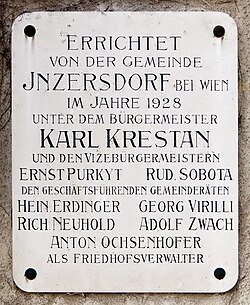 ERRICHTET
VON DER GEMEINDE
JNZERSDORF BEI WIEN
IM JAHRE 1928
UNTER DEM BÜRGERMEISTER
KARL KRESTAN
UND DEN VIZEBÜRGERMEISTERN
ERNST PURKYT RUD. SOBOTA
DEN GESCHÄFTSFÜHRENDEN GEMEINDERÄTEN
HEIN. ERDINGER GEORG VIRILLI
RICH. NEUHOLD ADOLF ZWACH
ANTON OCHSENHOFER
ALS FRIEDHOFSVERWALTER